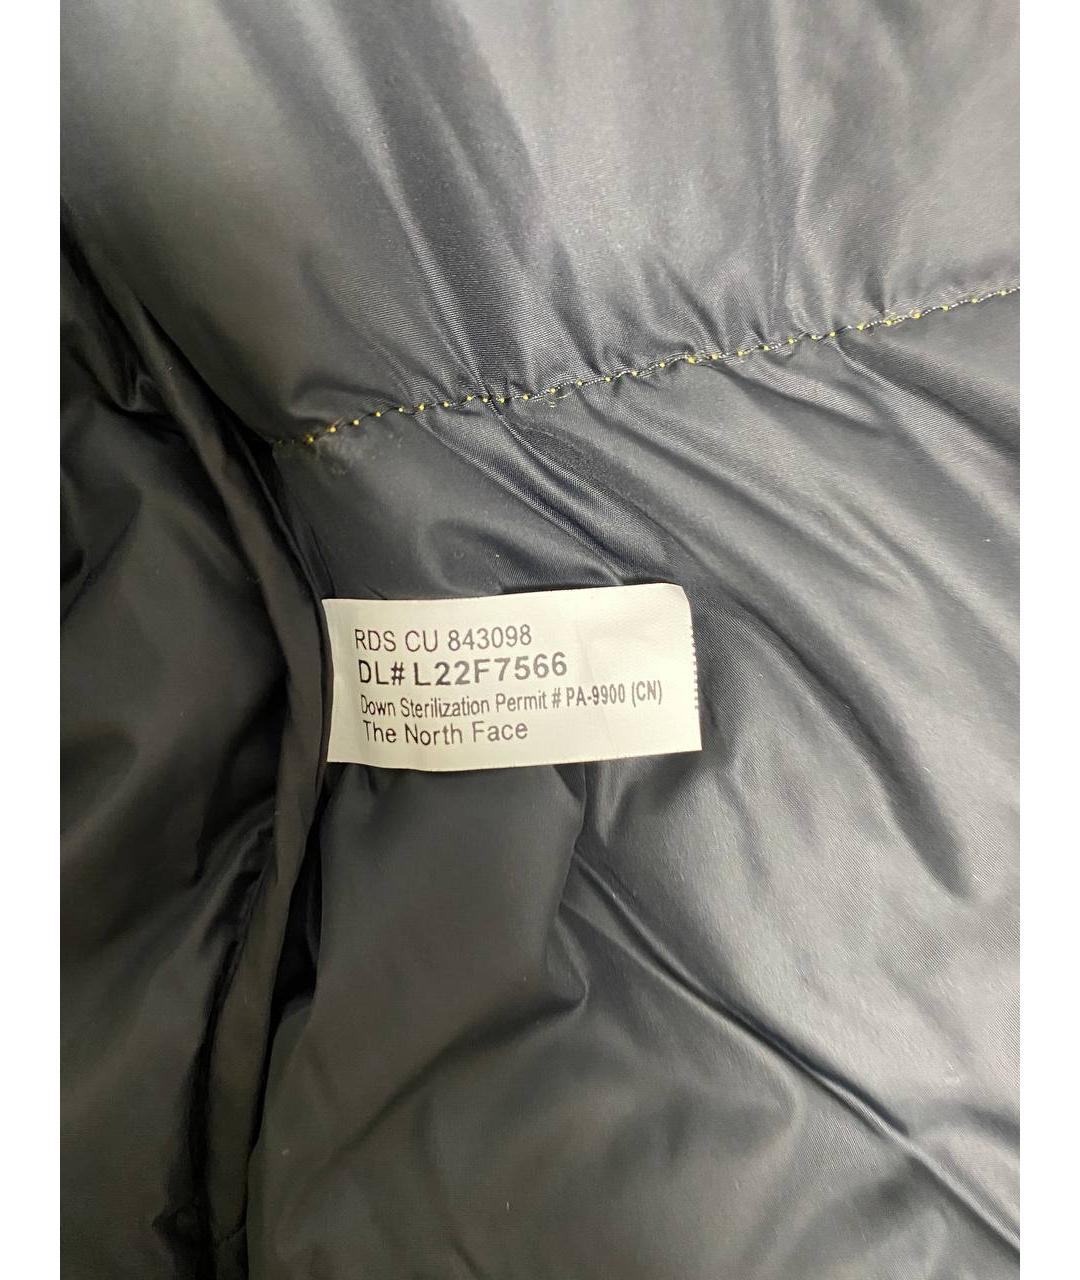 RDS CU 843098
DL# L22F7566
Down Sterilization Permit # PA-9900 (CN)
The North Face